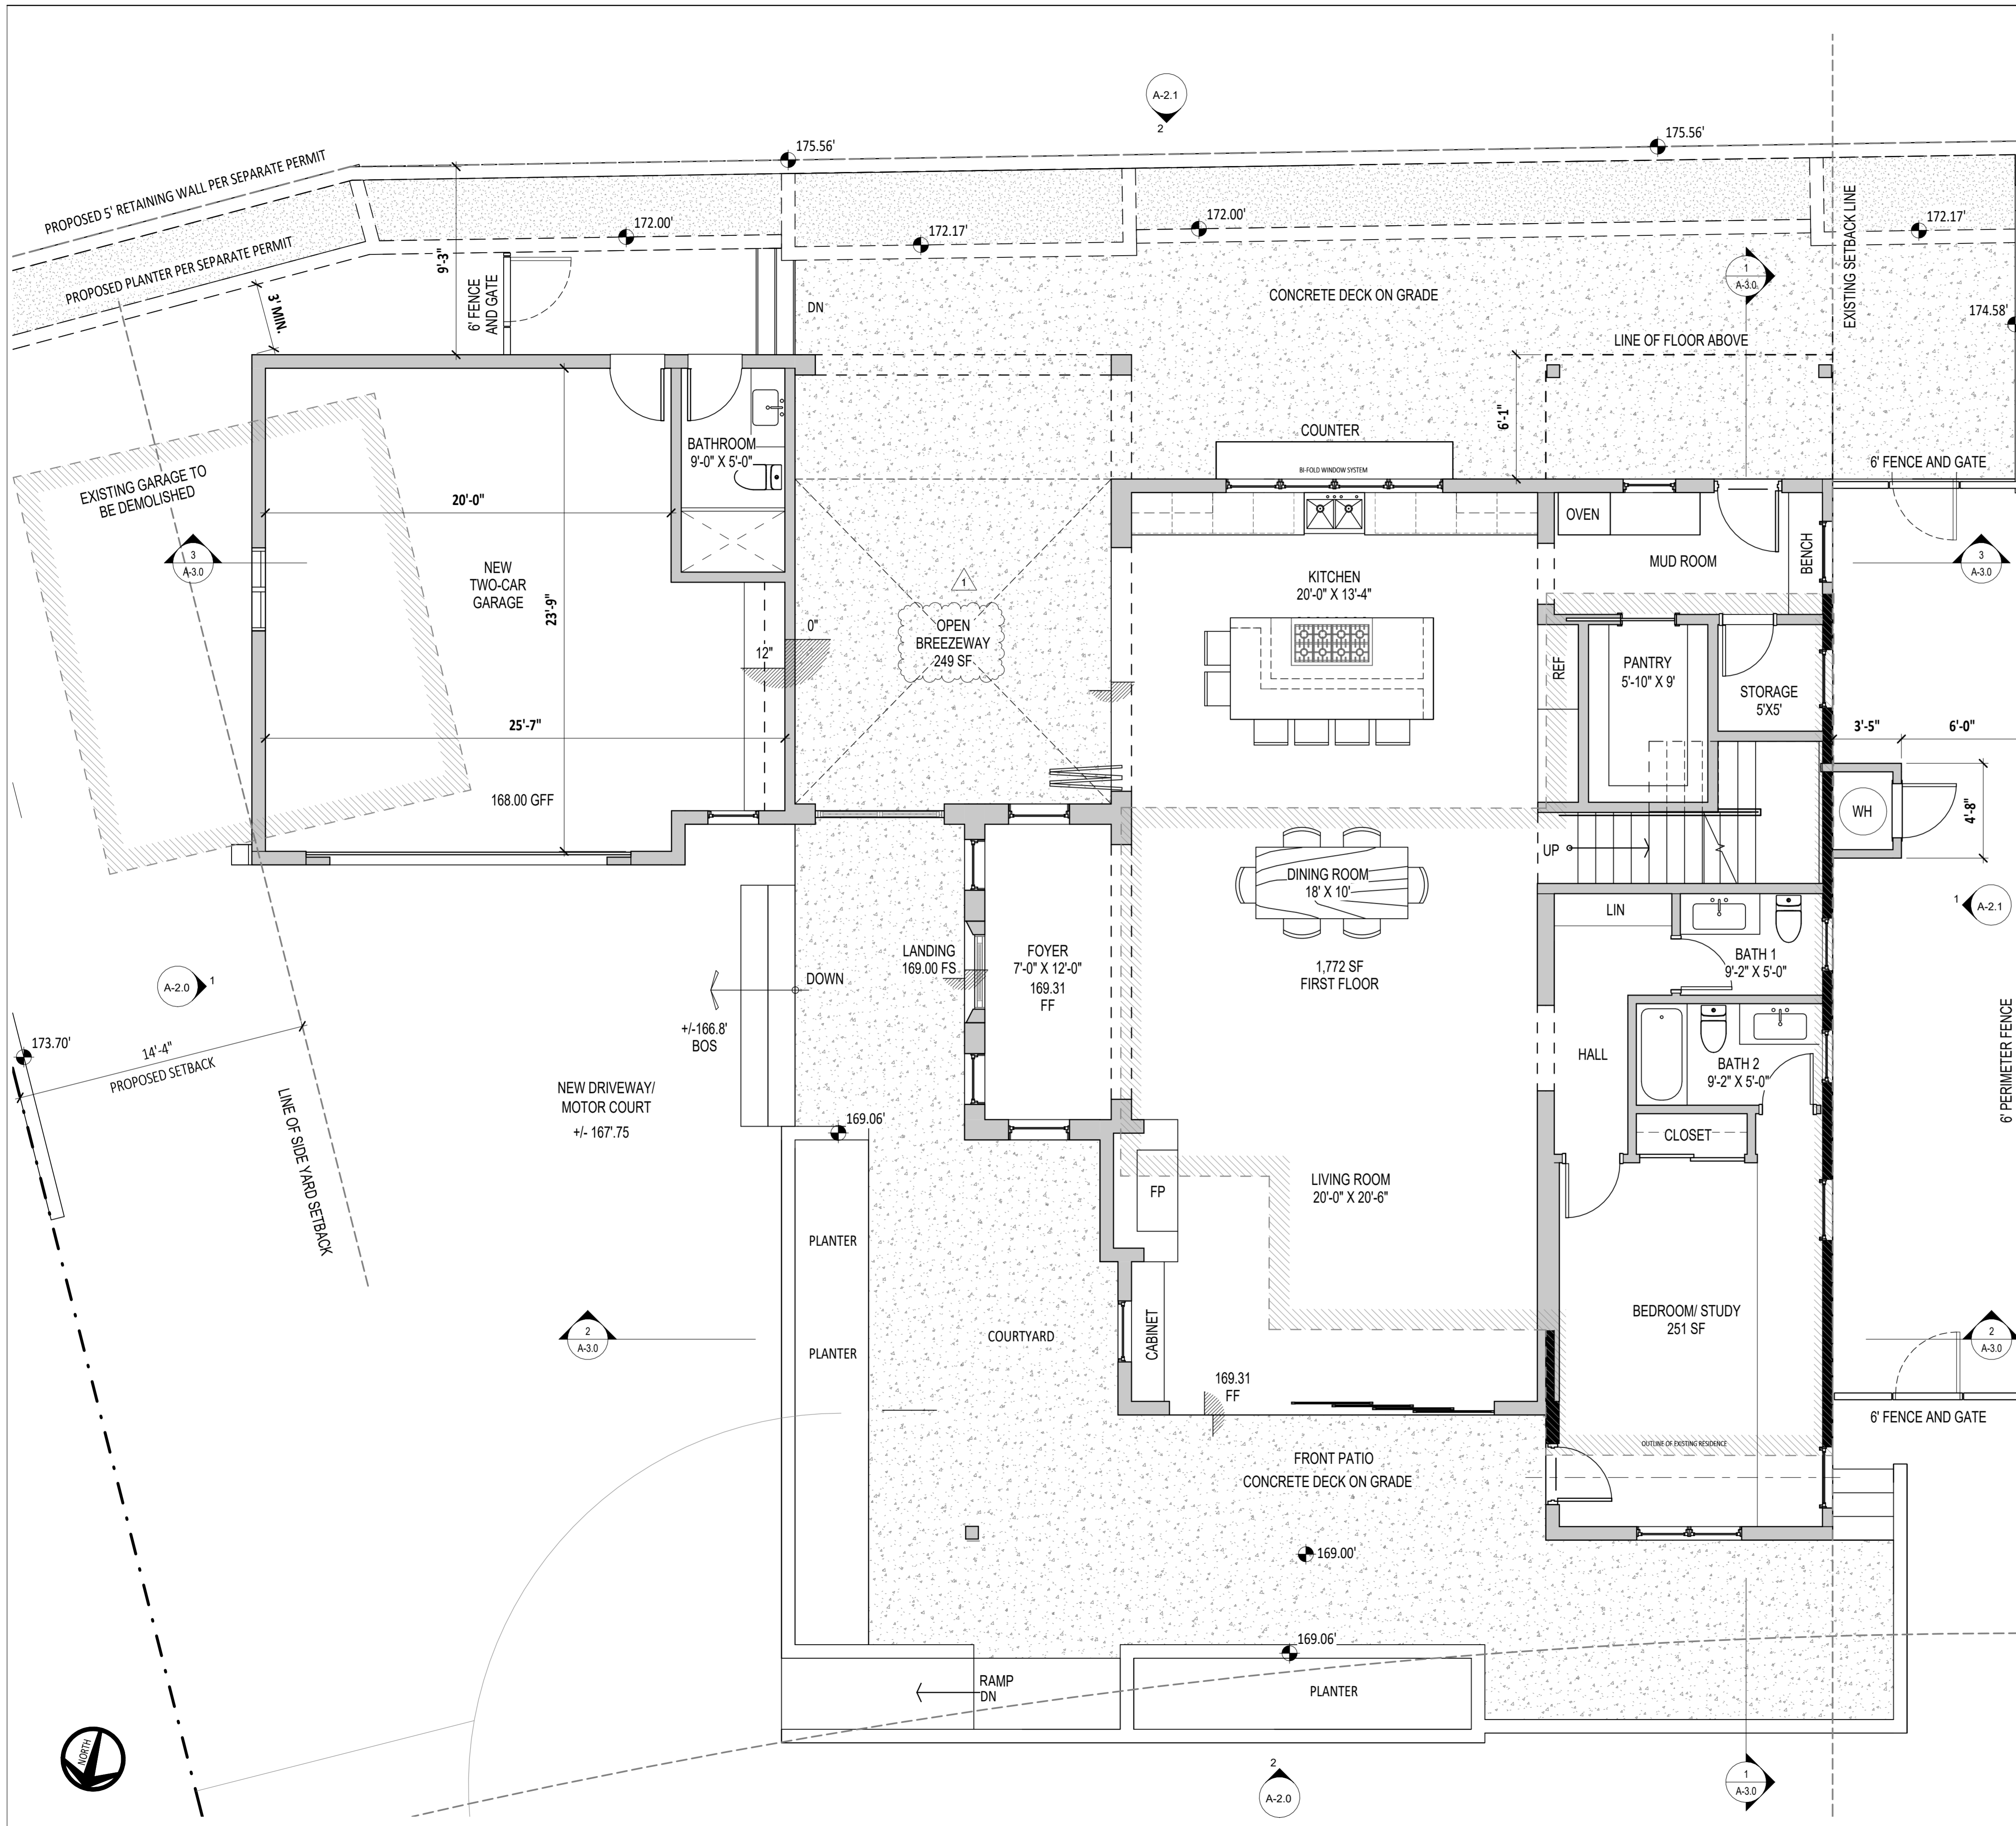 A-2.1
2
175.56'
175.56'
PROPOSED 5' RETAINING WALL PER SEPARATE PERMIT
PROPOSED PLANTER PER SEPARATE PERMIT
172.00'
172.17'
172.00'
172.17'
EXISTING SETBACK LINE
9'-3"
3' MIN.
6' FENCE
AND GATE
DN
CONCRETE DECK ON GRADE
1
A-3.0
174.58'
LINE OF FLOOR ABOVE
6'-1"
COUNTER
BI-FOLD WINDOW SYSTEM
6' FENCE AND GATE
EXISTING GARAGE TO
BE DEMOLISHED
BATHROOM
9'-0" X 5'-0"
20'-0"
OVEN
MUD ROOM
BENCH
3
A-3.0
3
A-3.0
NEW
TWO-CAR
GARAGE
23'-9"
1
KITCHEN
20'-0" X 13'-4"
0"
12"
OPEN
BREEZEWAY
249 SF
REF
PANTRY
5'-10" X 9'
STORAGE
5'X5'
25'-7"
3'-5"
6'-0"
168.00 GFF
WH
4'-8"
UP
DINING ROOM
18' X 10'
LIN
1
A-2.1
LANDING
169.00 FS
FOYER
7'-0" X 12'-0"
169.31
FF
1,772 SF
FIRST FLOOR
BATH 1
9'-2" X 5'-0"
A-2.0
1
DOWN
+/-166.8'
BOS
173.70'
14'-4"
PROPOSED SETBACK
LINE OF SIDE YARD SETBACK
HALL
BATH 2
9'-2" X 5'-0"
6' PERIMETER FENCE
NEW DRIVEWAY/
MOTOR COURT
+/- 167'.75
169.06'
CLOSET
FP
LIVING ROOM
20'-0" X 20'-6"
PLANTER
2
A-3.0
COURTYARD
CABINET
BEDROOM/ STUDY
251 SF
2
A-3.0
PLANTER
169.31
FF
6' FENCE AND GATE
OUTLINE OF EXISTING RESIDENCE
FRONT PATIO
CONCRETE DECK ON GRADE
169.00'
169.06'
RAMP
DN
PLANTER
NORTH
2
A-2.0
1
A-3.0